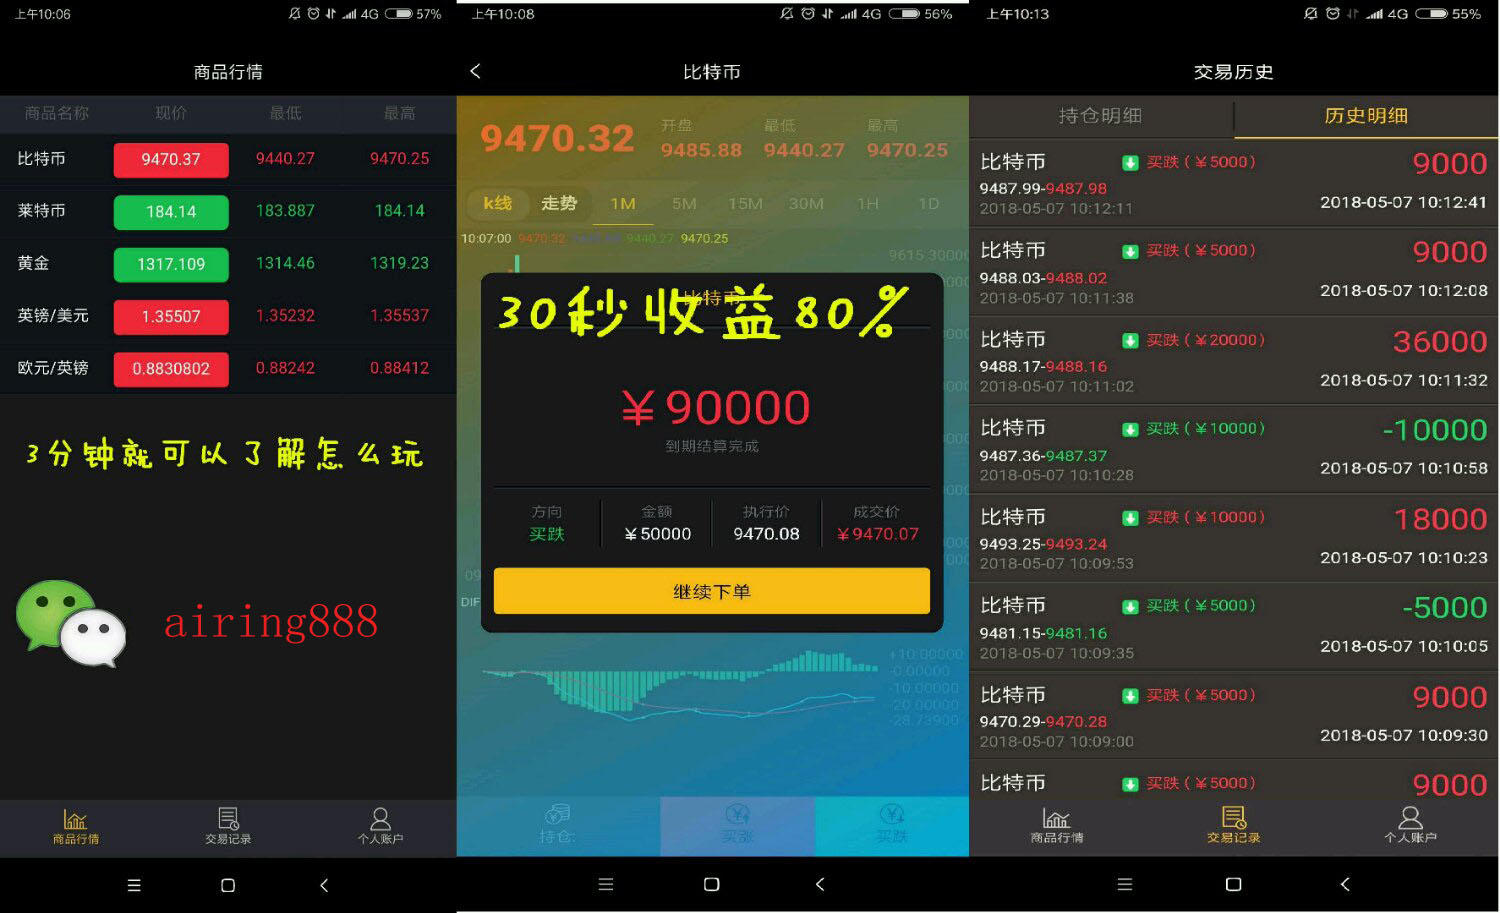 上午10:06
4G
57%
商品行情
商品名称
现价
最低
最高
比特币
9470.37
9440.27
9470.25
莱特币
184.14
183.887
184.14
黄金
1317.109
1314.46
1319.23
英镑/美元
1.35507
1.35232
1.35537
欧元/英镑
0.8830802
0.88242
0.88412
3分钟就可以了解怎么玩
airing888
商品行情
交易记录
个人账户
上午10:08
4G
56%
比特币
9470.32
开盘
最低
最高
9485.88
9440.27
9470.25
k线
走势
1M
5M
15M
30M
1H
1D
10:07:00
9470.32
9440.27
9470.25
9615.30000
比特币
30秒收益80%
¥90000
到期结算完成
方向
金额
执行价
成交价
买跌
¥50000
9470.08
¥9470.07
继续下单
09
DIF
+10.00000
-0.00000
-10.00000
-20.00000
-28.73900
持仓:
买涨
买跌
上午10:13
4G
55%
交易历史
持仓明细
历史明细
比特币
买跌(¥5000)
9000
9487.99-9487.98
2018-05-07 10:12:11
2018-05-07 10:12:41
比特币
买跌(¥5000)
9000
9488.03-9488.02
2018-05-07 10:11:38
2018-05-07 10:12:08
比特币
买跌(¥20000)
36000
9488.17-9488.16
2018-05-07 10:11:02
2018-05-07 10:11:32
比特币
买跌(¥10000)
-10000
9487.36-9487.37
2018-05-07 10:10:28
2018-05-07 10:10:58
比特币
买跌(¥10000)
18000
9493.25-9493.24
2018-05-07 10:09:53
2018-05-07 10:10:23
比特币
买跌(¥5000)
-5000
9481.15-9481.16
2018-05-07 10:09:35
2018-05-07 10:10:05
比特币
买跌(¥5000)
9000
9470.29-9470.28
2018-05-07 10:09:00
2018-05-07 10:09:30
比特币
买跌(¥5000)
9000
商品行情
交易记录
个人账户